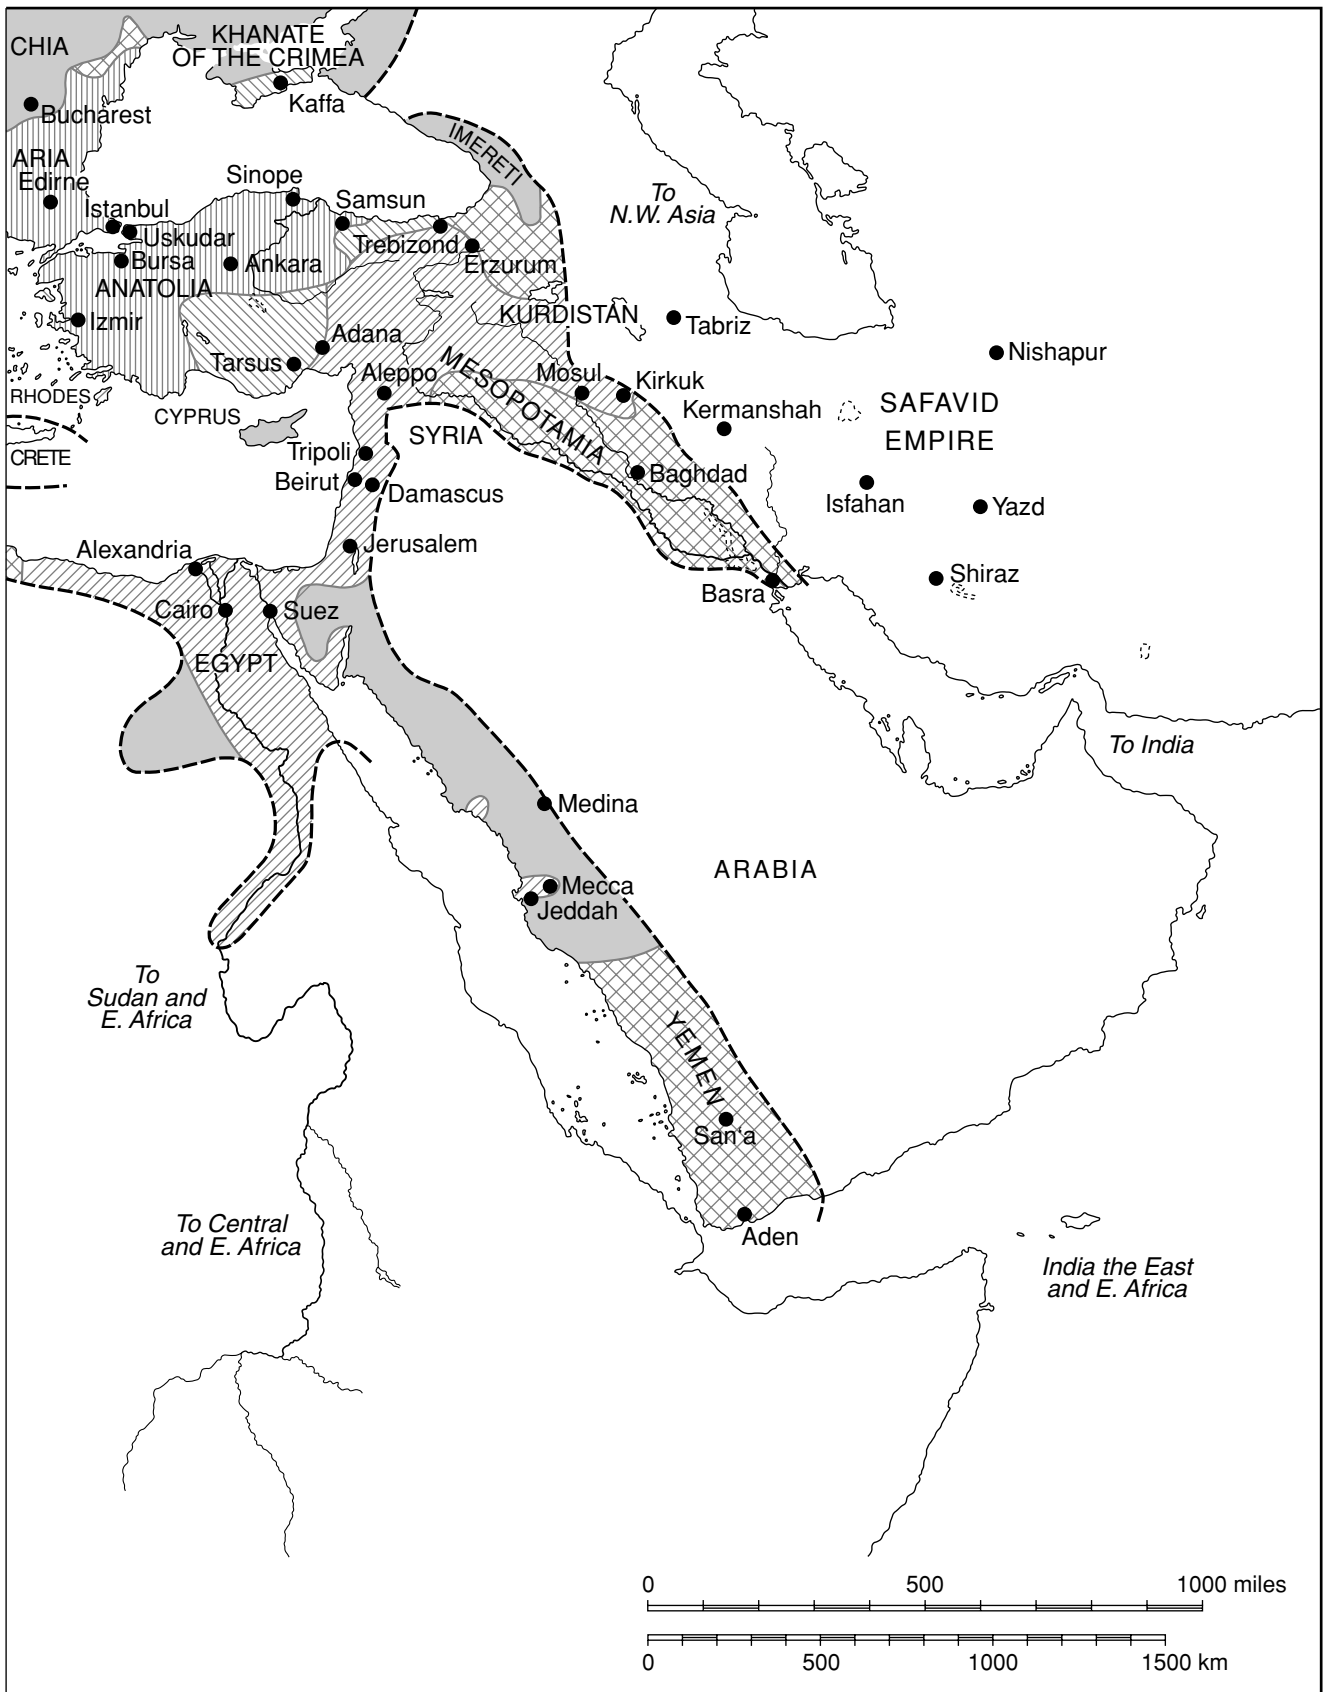 CHIA
KHANATE
OF THE CRIMEA
Kaffa
Bucharest
IMERETI
ARIA
Edirne
Sinope
Samsun
To
N.W. Asia
Istanbul
Uskudar
Trebizond
Bursa
Ankara
Erzurum
ANATOLIA
KURDISTAN
Izmir
Adana
Tabriz
Nishapur
Tarsus
Aleppo
MESOPOTAMIA
Mosul
Kirkuk
RHODES
CYPRUS
Kermanshah
SAFAVID
EMPIRE
SYRIA
CRETE
Tripoli
Beirut
Damascus
Baghdad
Isfahan
Yazd
Alexandria
Jerusalem
Shiraz
Basra
Cairo
Suez
EGYPT
To India
Medina
ARABIA
Mecca
Jeddah
To
Sudan and
E. Africa
YEMEN
San'a
To Central
and E. Africa
Aden
India the East
and E. Africa
0 500 1000 miles
0 500 1000 1500 km